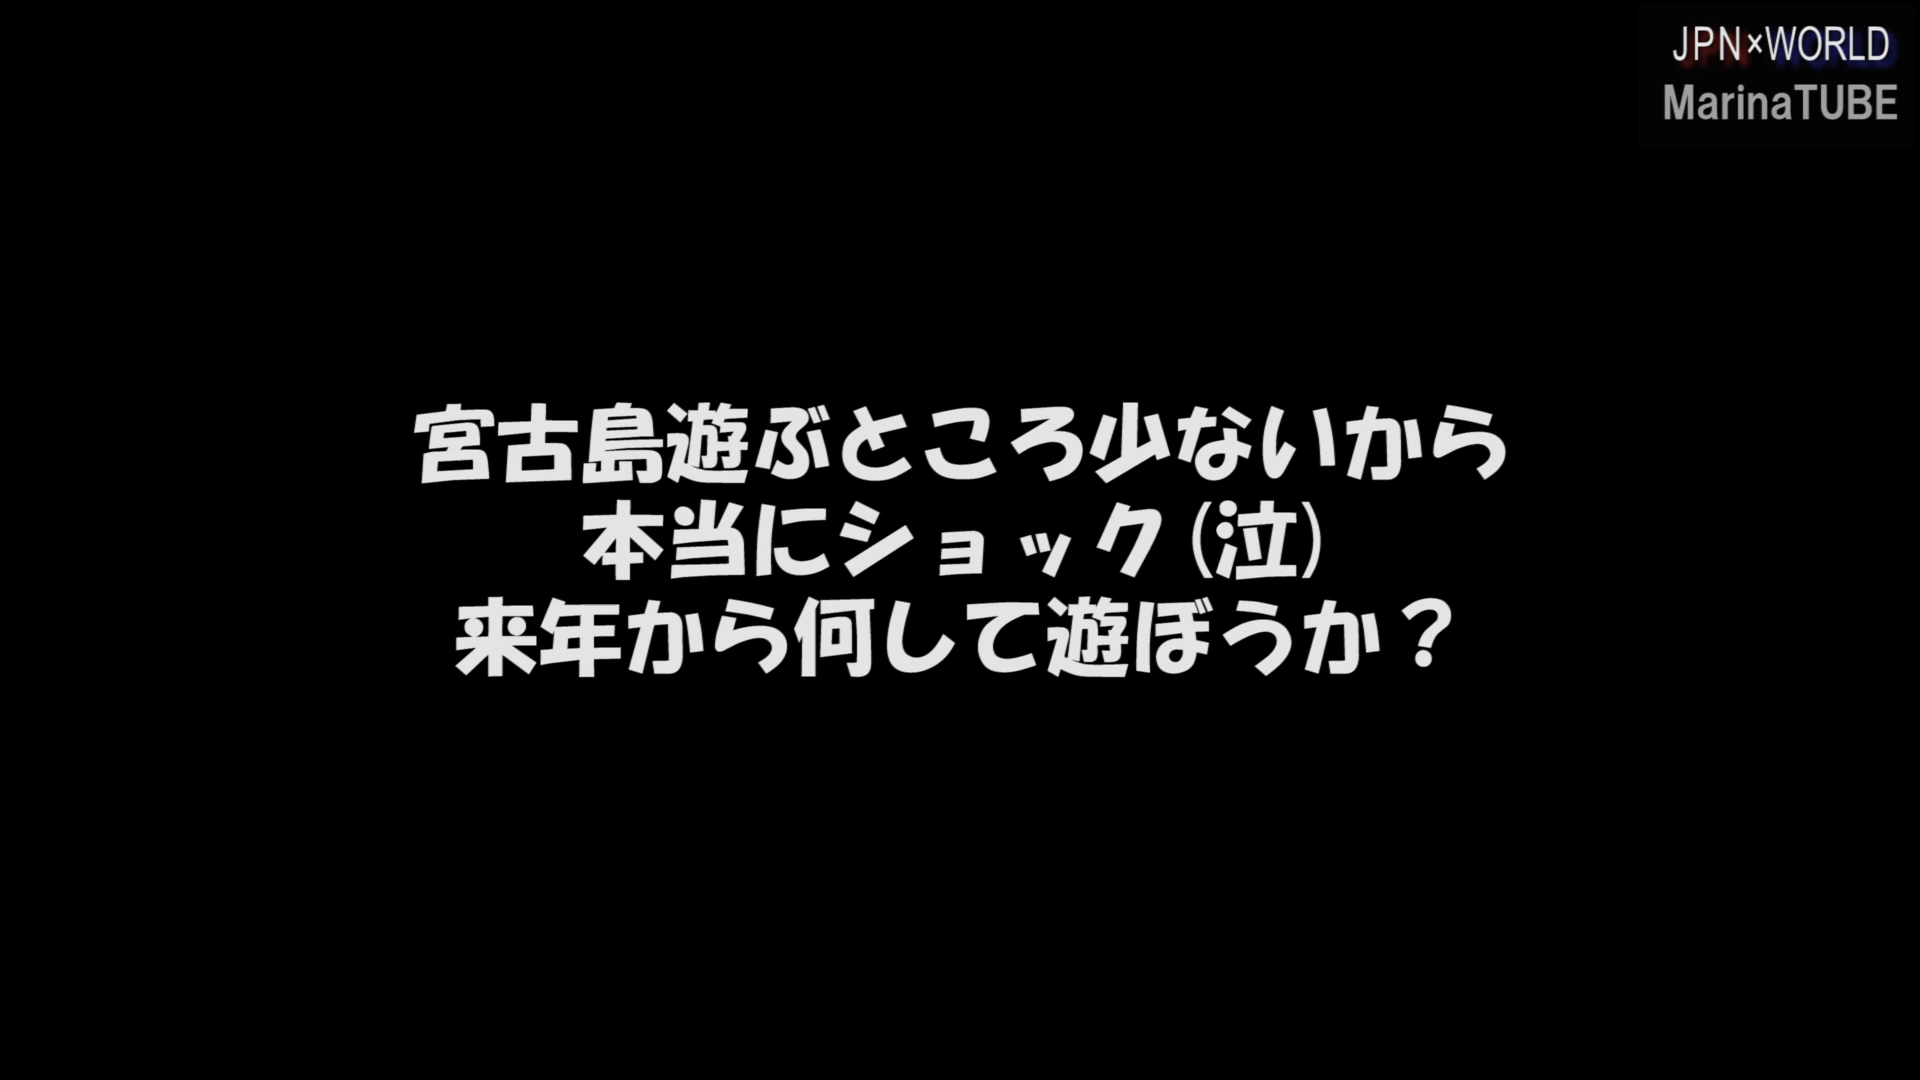 JPN×WORLD
MarinaTUBE
宮古島遊ぶところ少ないから
本当にショック(泣)
来年から何して遊ぼうか？